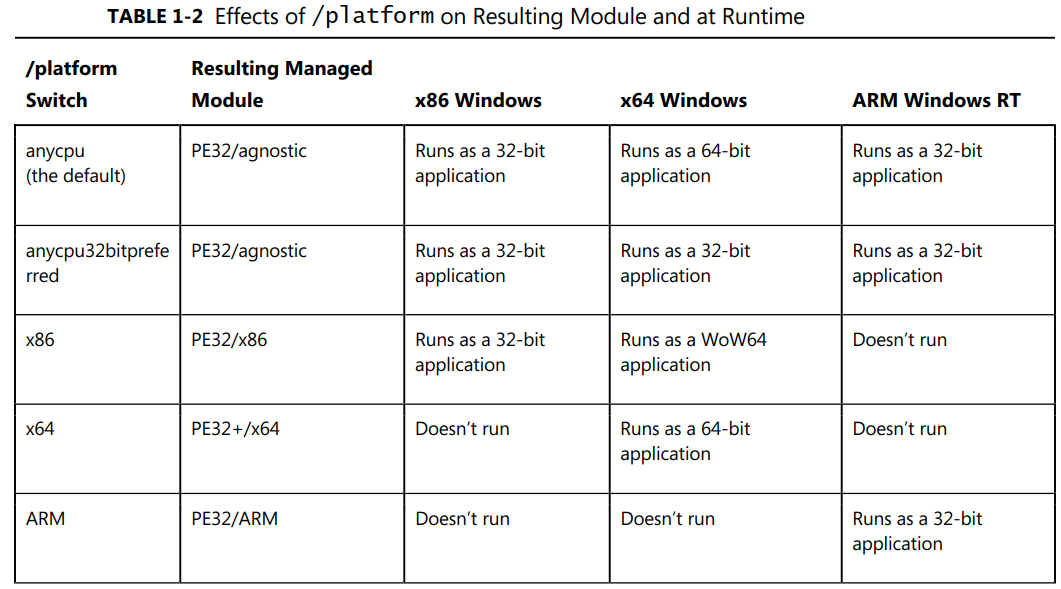 TABLE 1-2 Effects of /platform on Resulting Module and at Runtime
/platform
Switch
Resulting Managed
Module
x86 Windows
x64 Windows
ARM Windows RT
anycpu
(the default)
PE32/agnostic
Runs as a 32-bit
application
Runs as a 64-bit
application
Runs as a 32-bit
application
anycpu32bitprefe
rred
PE32/agnostic
Runs as a 32-bit
application
Runs as a 32-bit
application
Runs as a 32-bit
application
x86
PE32/x86
Runs as a 32-bit
application
Runs as a WoW64
application
Doesn’t run
x64
PE32+/x64
Doesn’t run
Runs as a 64-bit
application
Doesn’t run
ARM
PE32/ARM
Doesn’t run
Doesn’t run
Runs as a 32-bit
application